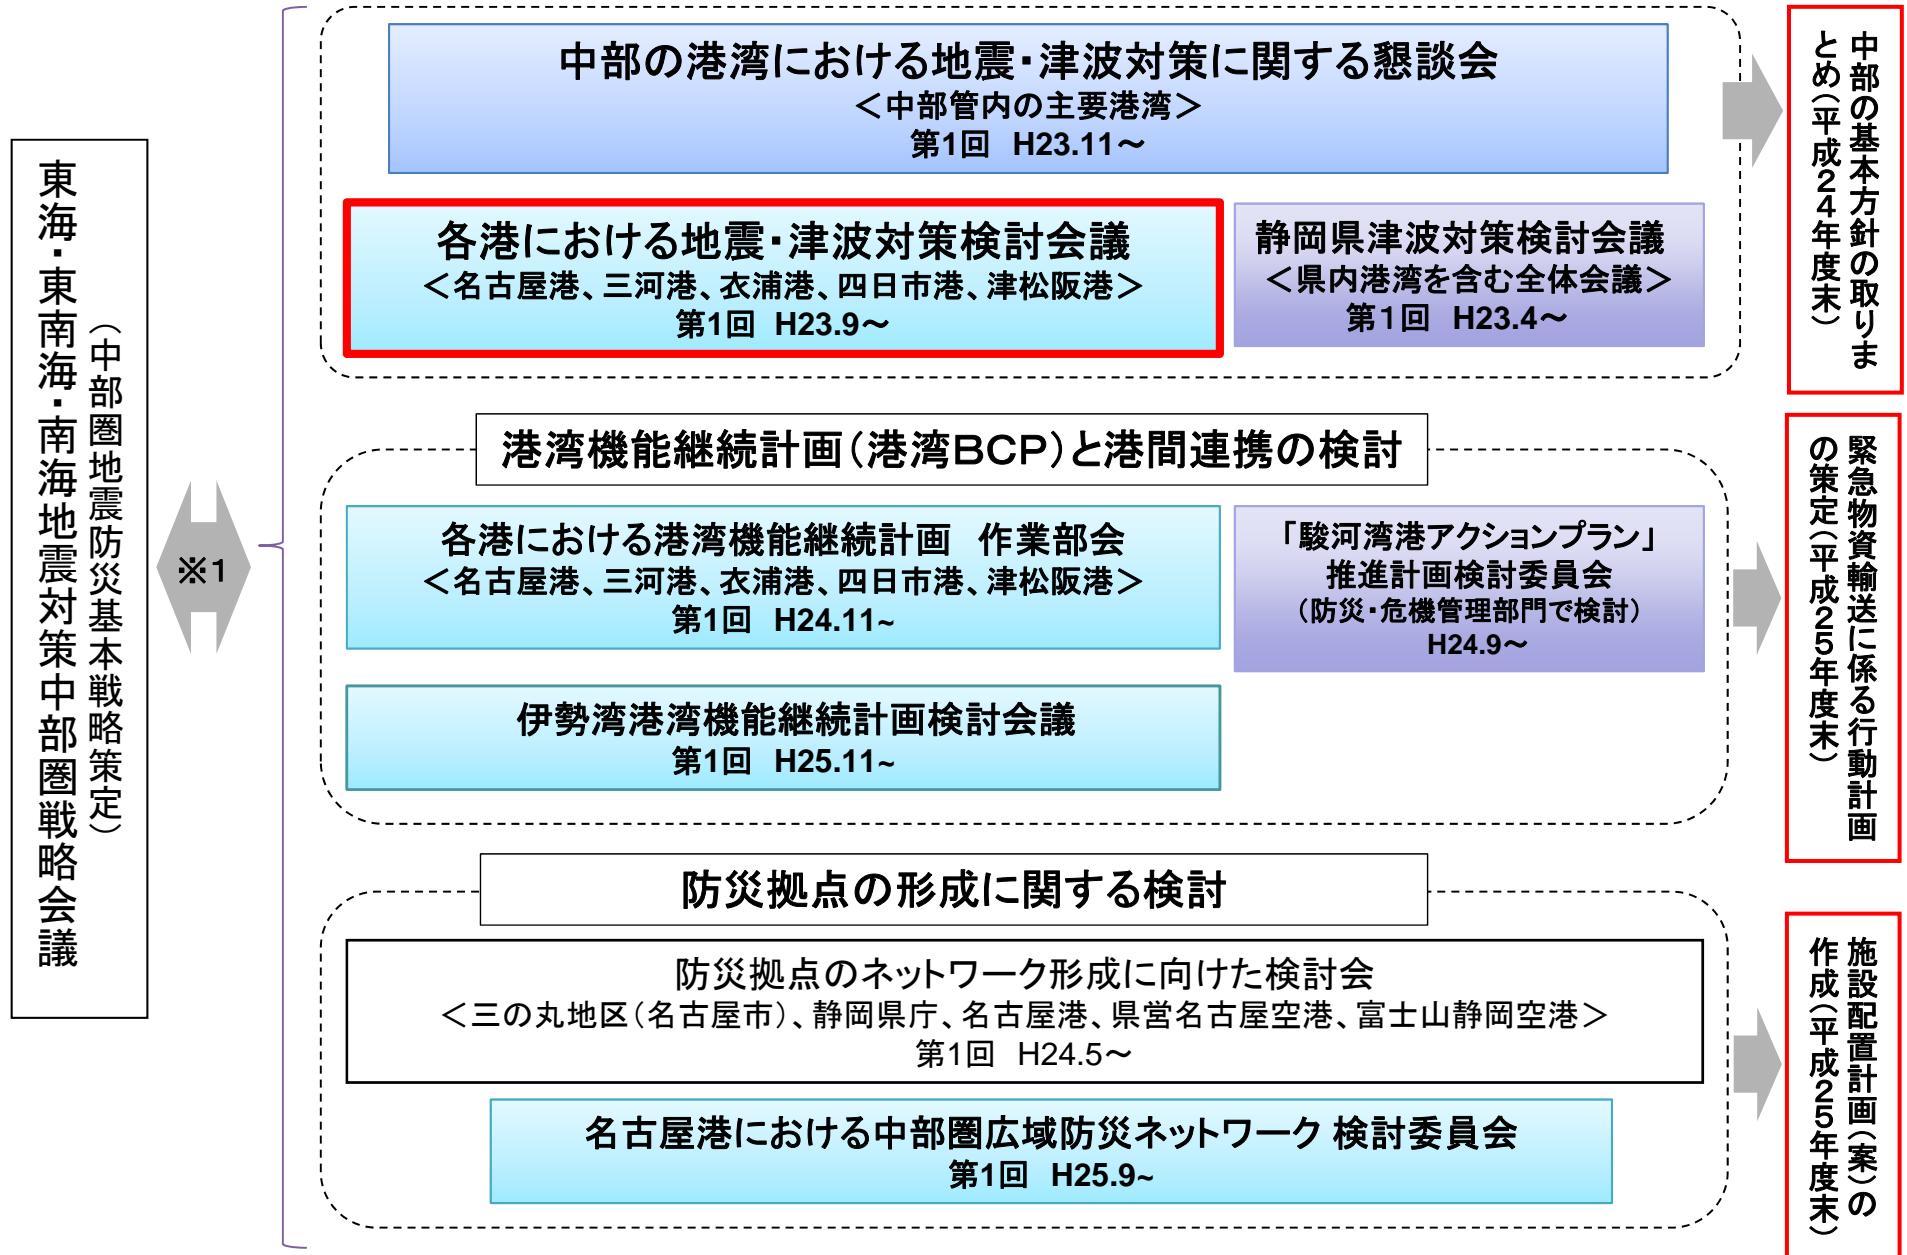 東海・東南海・南海地震対策中部圏戦略会議
（中部圏地震防災基本戦略策定）
※1
中部の港湾における地震・津波対策に関する懇談会
＜中部管内の主要港湾＞
第1回　H23.11～
各港における地震・津波対策検討会議
＜名古屋港、三河港、衣浦港、四日市港、津松阪港＞
第1回　H23.9～
静岡県津波対策検討会議
＜県内港湾を含む全体会議＞
第１回　H23.4～
中部の基本方針の取りま
とめ（平成２４年度末）
港湾機能継続計画（港湾ＢＣＰ）と港間連携の検討
各港における港湾機能継続計画　作業部会
＜名古屋港、三河港、衣浦港、四日市港、津松阪港＞
第1回　H24.11~
「駿河湾港アクションプラン」
推進計画検討委員会
（防災・危機管理部門で検討）
H24.9～
伊勢湾港湾機能継続計画検討会議
第1回　H25.11~
緊急物資輸送に係る行動計画
の策定（平成２５年度末）
防災拠点の形成に関する検討
防災拠点のネットワーク形成に向けた検討会
＜三の丸地区（名古屋市）、静岡県庁、名古屋港、県営名古屋空港、富士山静岡空港＞
第1回　H24.5～
名古屋港における中部圏広域防災ネットワーク 検討委員会
第1回　H25.9~
施設配置計画（案）の
作成（平成２５年度末）